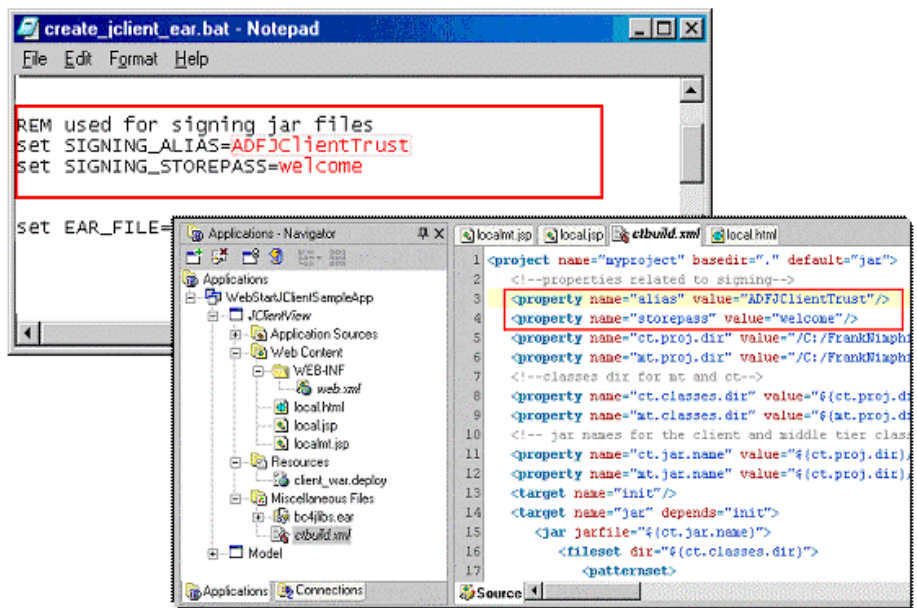 create_jclient_ear.bat - Notepad
File Edit Format Help
REM used for signing jar files
set SIGNING_ALIAS=ADFJClientTrust
set SIGNING_STOREPASS=welcome
set EAR_FILE=
Applications - Navigator
Applications
WebStartJClientSampleApp
JClientView
Application Sources
Web Content
WEB-INF
web.xml
local.html
local.jsp
localmt.jsp
Resources
client_war.deploy
Miscellaneous Files
bc4jlibs.ear
ctbuild.xml
Model
Applications Connections
localmt.jsp local.jsp ctbuild.xml local.html
1 <project name="myproject" basedir="." default="jar">
2 <!--properties related to signing-->
3 <property name="alias" value="ADFJClientTrust"/>
4 <property name="storepass" value="welcome"/>
5 <property name="ct.proj.dir" value="/C:/FrankNimphi
6 <property name="mt.proj.dir" value="/C:/FrankNimphi
7 <!--classes dir for mt and ct-->
8 <property name="ct.classes.dir" value="${ct.proj.di
9 <property name="mt.classes.dir" value="${mt.proj.di
10 <!-- jar names for the client and middle tier class
11 <property name="ct.jar.name" value="${ct.proj.dir}/
12 <property name="mt.jar.name" value="${ct.proj.dir}/
13 <target name="init"/>
14 <target name="jar" depends="init">
15 <jar jarfile="${ct.jar.name}">
16 <fileset dir="${ct.classes.dir}">
17 <patternset>
Source